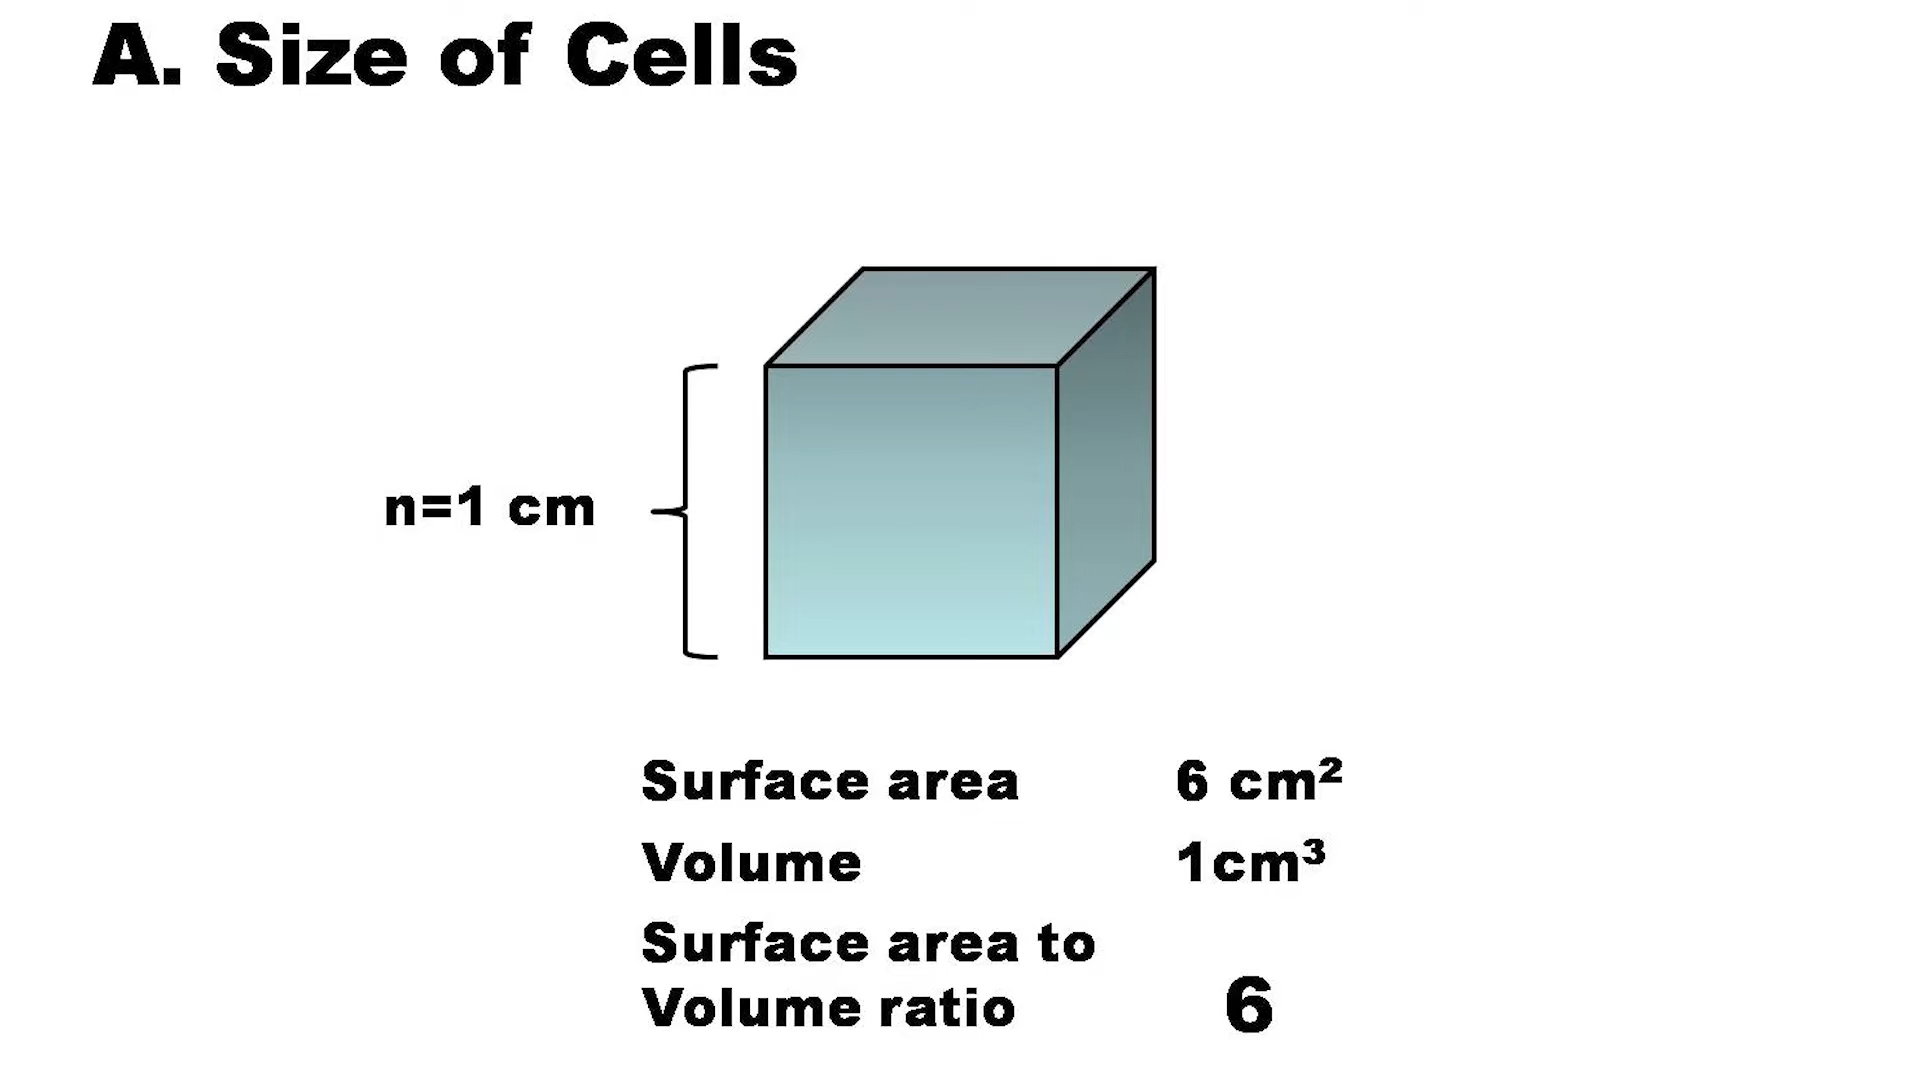 A. Size of Cells
n=1 cm
Surface area 6 cm²
Volume 1cm³
Surface area to
Volume ratio 6